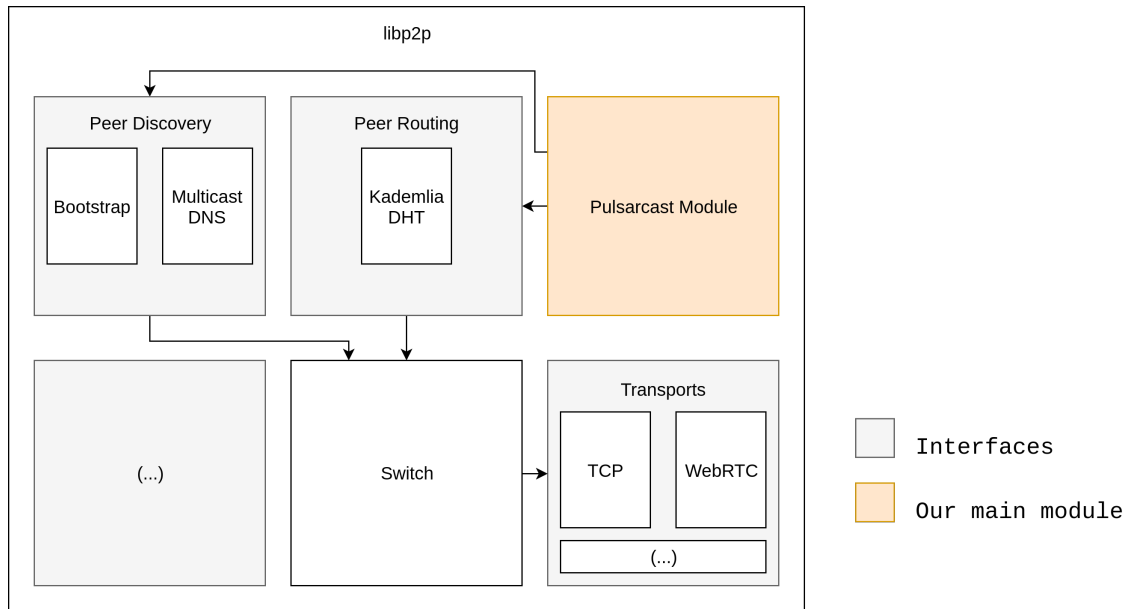 libp2p
Peer Discovery
Bootstrap
Multicast
DNS
Peer Routing
Kademlia
DHT
Pulsarcast Module
(...)
Switch
Transports
TCP
WebRTC
(...)
Interfaces
Our main module